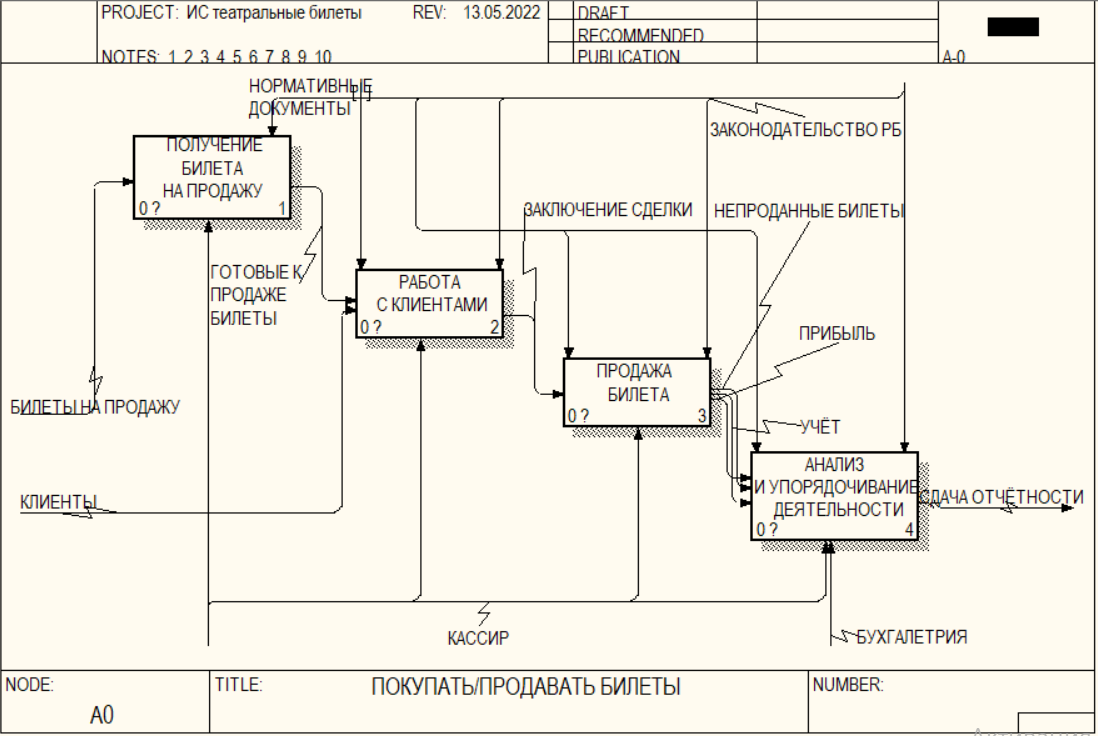 PROJECT: ИС театральные билеты
REV: 13.05.2022
DRAFT
RECOMMENDED
NOTES: 1 2 3 4 5 6 7 8 9 10
PUBLICATION
A-0
НОРМАТИВНЫЕ
ДОКУМЕНТЫ
ЗАКОНОДАТЕЛЬСТВО РБ
ПОЛУЧЕНИЕ
БИЛЕТА
НА ПРОДАЖУ
0 ?
1
ЗАКЛЮЧЕНИЕ СДЕЛКИ
НЕПРОДАННЫЕ БИЛЕТЫ
ГОТОВЫЕ К
ПРОДАЖЕ
БИЛЕТЫ
РАБОТА
С КЛИЕНТАМИ
0 ?
2
ПРИБЫЛЬ
ПРОДАЖА
БИЛЕТА
0 ?
3
БИЛЕТЫ НА ПРОДАЖУ
УЧЁТ
АНАЛИЗ
И УПОРЯДОЧИВАНИЕ
ДЕЯТЕЛЬНОСТИ
0 ?
4
КЛИЕНТЫ
СДАЧА ОТЧЁТНОСТИ
КАССИР
БУХГАЛЕТРИЯ
NODE:
A0
TITLE:
ПОКУПАТЬ/ПРОДАВАТЬ БИЛЕТЫ
NUMBER: